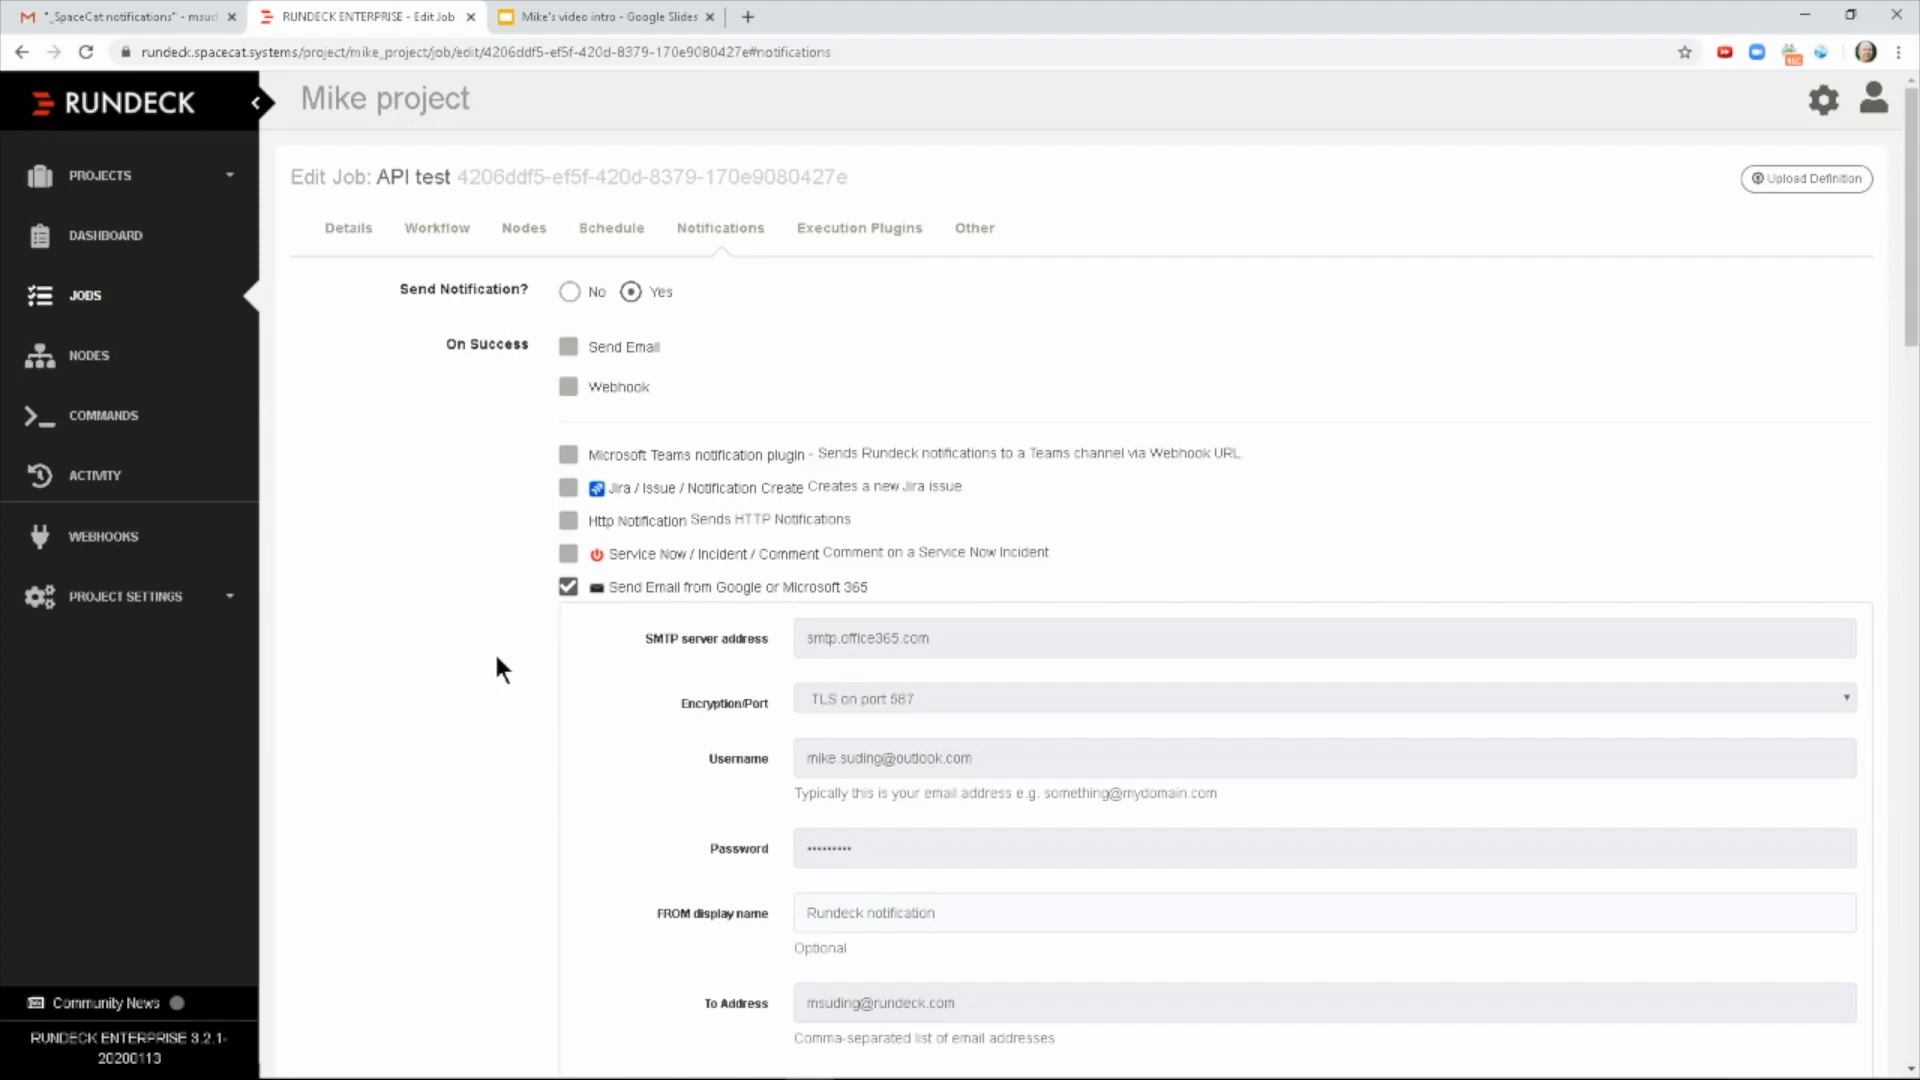 "_SpaceCat notifications" - msud
RUNDECK ENTERPRISE - Edit Job
Mike's video intro - Google Slides
rundeck.spacecat.systems/project/mike_project/job/edit/4206ddf5-ef5f-420d-8379-170e9080427e#notifications
REC
RUNDECK
Mike project
PROJECTS
DASHBOARD
JOBS
NODES
COMMANDS
ACTIVITY
WEBHOOKS
PROJECT SETTINGS
Community News
RUNDECK ENTERPRISE 3.2.1-
20200113
Edit Job: API test 4206ddf5-ef5f-420d-8379-170e9080427e
Upload Definition
Details Workflow Nodes Schedule Notifications Execution Plugins Other
Send Notification? No Yes
On Success Send Email
Webhook
Microsoft Teams notification plugin - Sends Rundeck notifications to a Teams channel via Webhook URL.
Jira / Issue / Notification Create Creates a new Jira issue.
Http Notification Sends HTTP Notifications
Service Now / Incident / Comment Comment on a Service Now Incident
Send Email from Google or Microsoft 365
SMTP server address smtp.office365.com
Encryption/Port TLS on port 587
Username mike.suding@outlook.com
Typically this is your email address e.g. something@mydomain.com
Password •••••••••
FROM display name Rundeck notification
Optional
To Address msuding@rundeck.com
Comma-separated list of email addresses